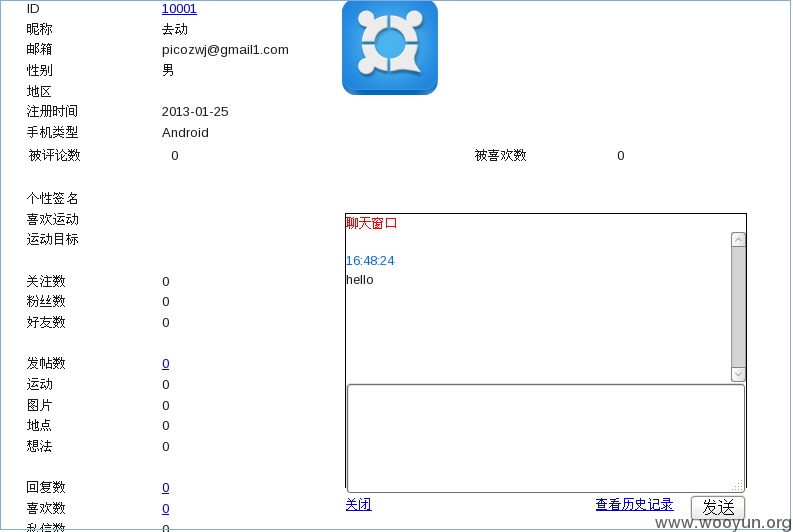 ID 10001
昵称 去动
邮箱 picozwj@gmail1.com
性别 男
地区
注册时间 2013-01-25
手机类型 Android
被评论数 0 被喜欢数 0
个性签名
喜欢运动
运动目标
聊天窗口
16:48:24
hello
关注数 0
粉丝数 0
好友数 0
发帖数 0
运动 0
图片 0
地点 0
想法 0
回复数 0
喜欢数 0
私信数 0
关闭 查看历史记录 发送
www.wooyun.org